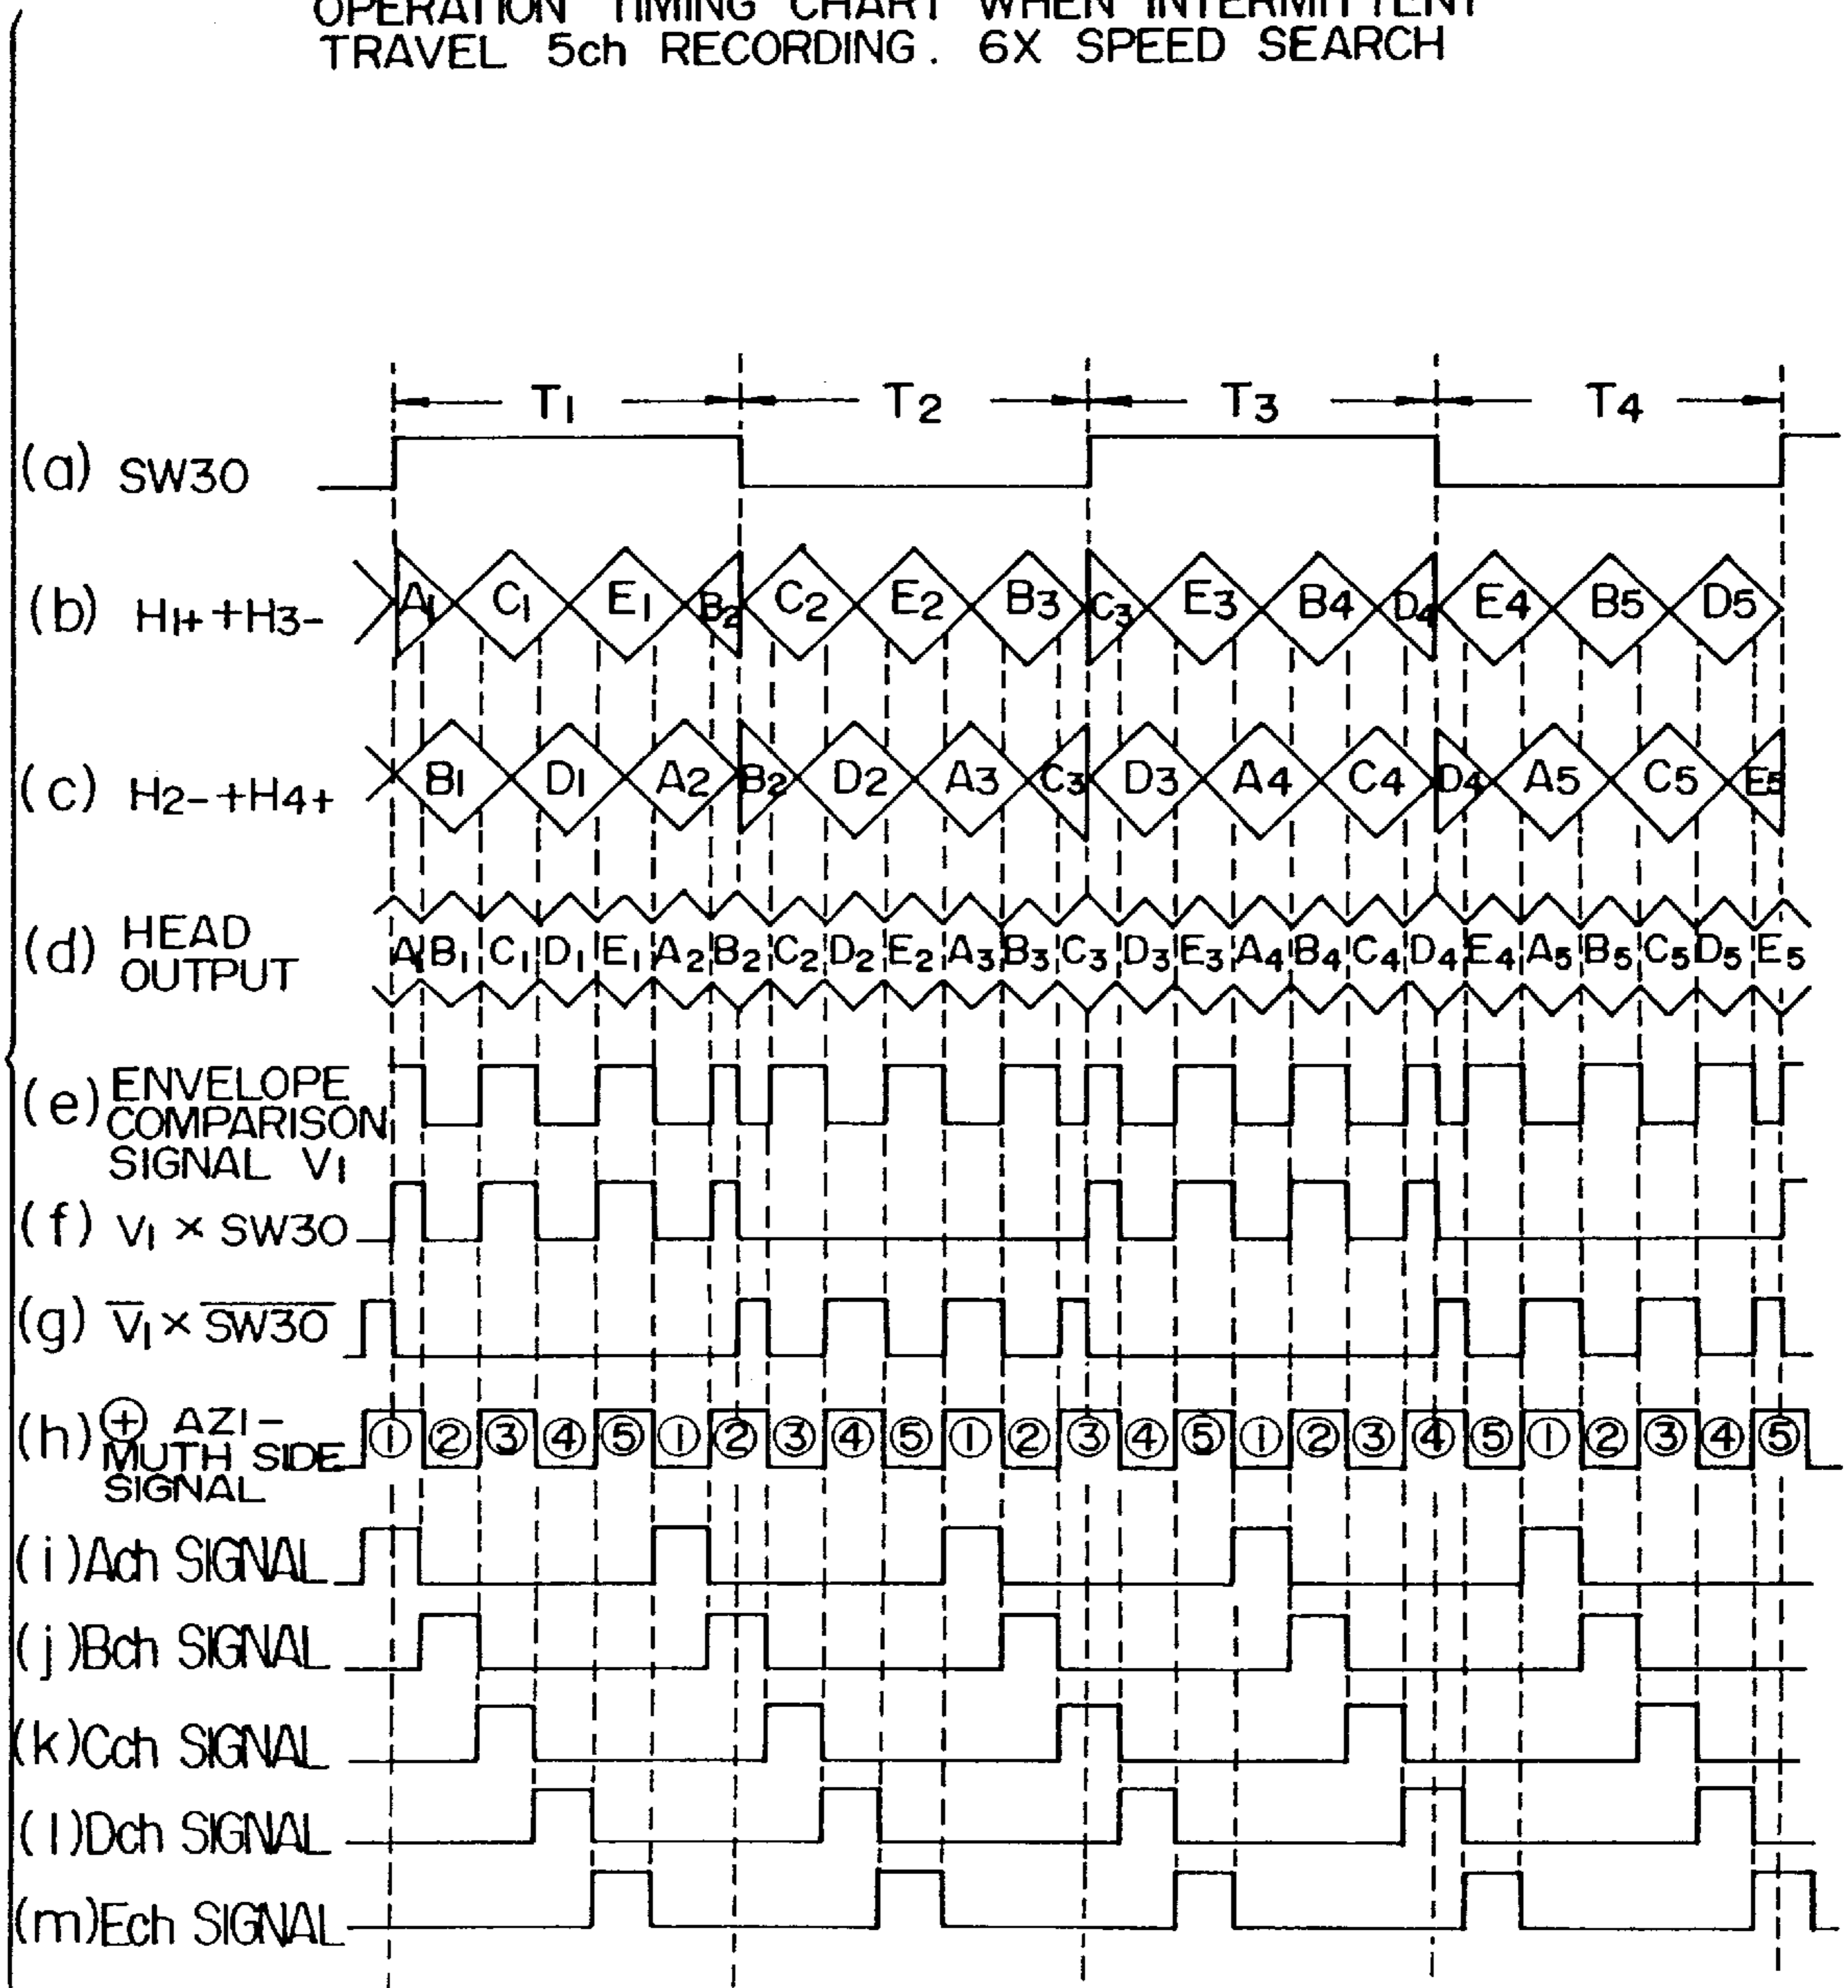 OPERATION TIMING CHART WHEN INTERMITTENT
TRAVEL 5ch RECORDING. 6X SPEED SEARCH
T1 T2 T3 T4
(a) SW30
(b) H1+ +H3-
A1 C1 E1 B2 C2 E2 B3 C3 E3 B4 D4 E4 B5 D5
(c) H2- +H4+
B1 D1 A2 B2 D2 A3 C3 D3 A4 C4 D4 A5 C5 E5
(d) HEAD
OUTPUT
A1 B1 C1 D1 E1 A2 B2 C2 D2 E2 A3 B3 C3 D3 E3 A4 B4 C4 D4 E4 A5 B5 C5 D5 E5
(e) ENVELOPE
COMPARISON
SIGNAL V1
(f) V1 × SW30
(g) V̅1 × S̅W̅3̅0̅
(h) ⊕ AZI-
MUTH SIDE
SIGNAL
① ② ③ ④ ⑤ ① ② ③ ④ ⑤ ① ② ③ ④ ⑤ ① ② ③ ④ ⑤ ① ② ③ ④ ⑤
(i) Ach SIGNAL
(j) Bch SIGNAL
(k) Cch SIGNAL
(l) Dch SIGNAL
(m) Ech SIGNAL